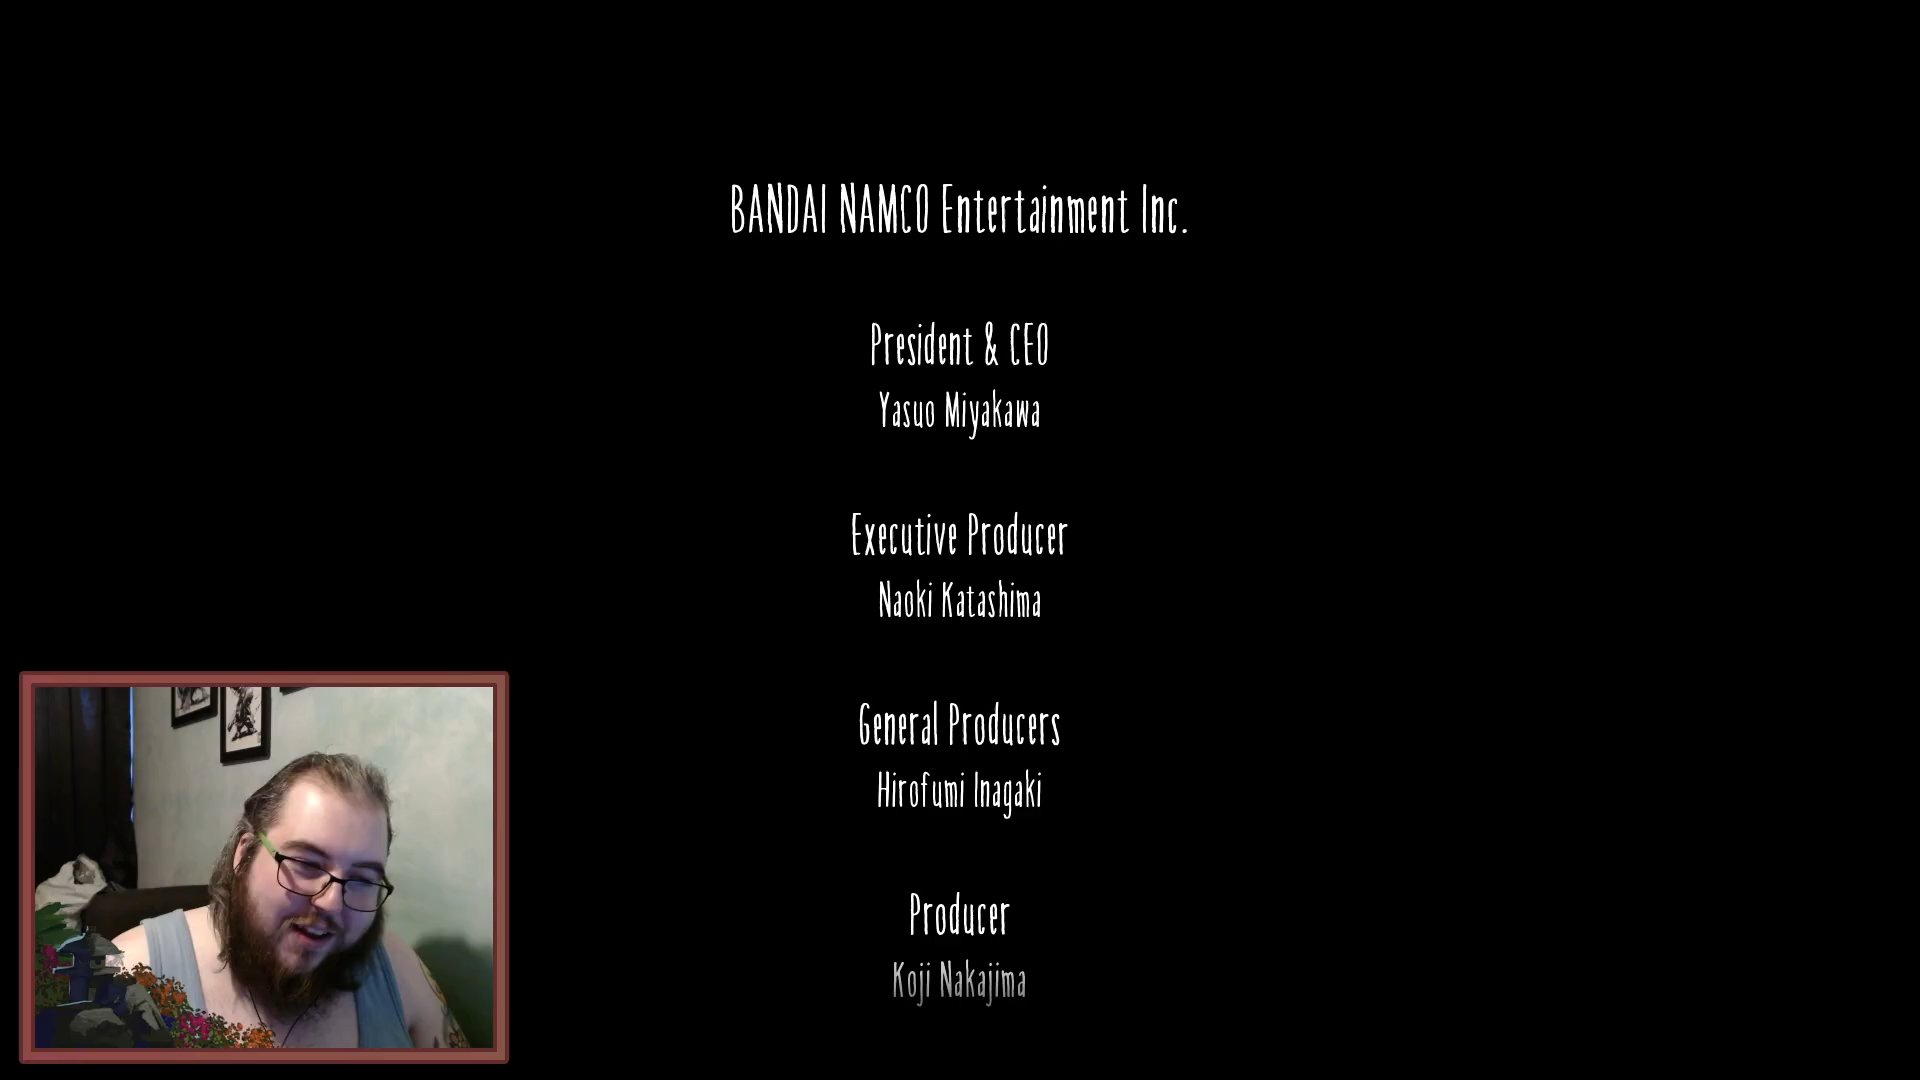 BANDAI NAMCO Entertainment Inc.
President & CEO
Yasuo Miyakawa
Executive Producer
Naoki Katashima
General Producers
Hirofumi Inagaki
Producer
Koji Nakajima